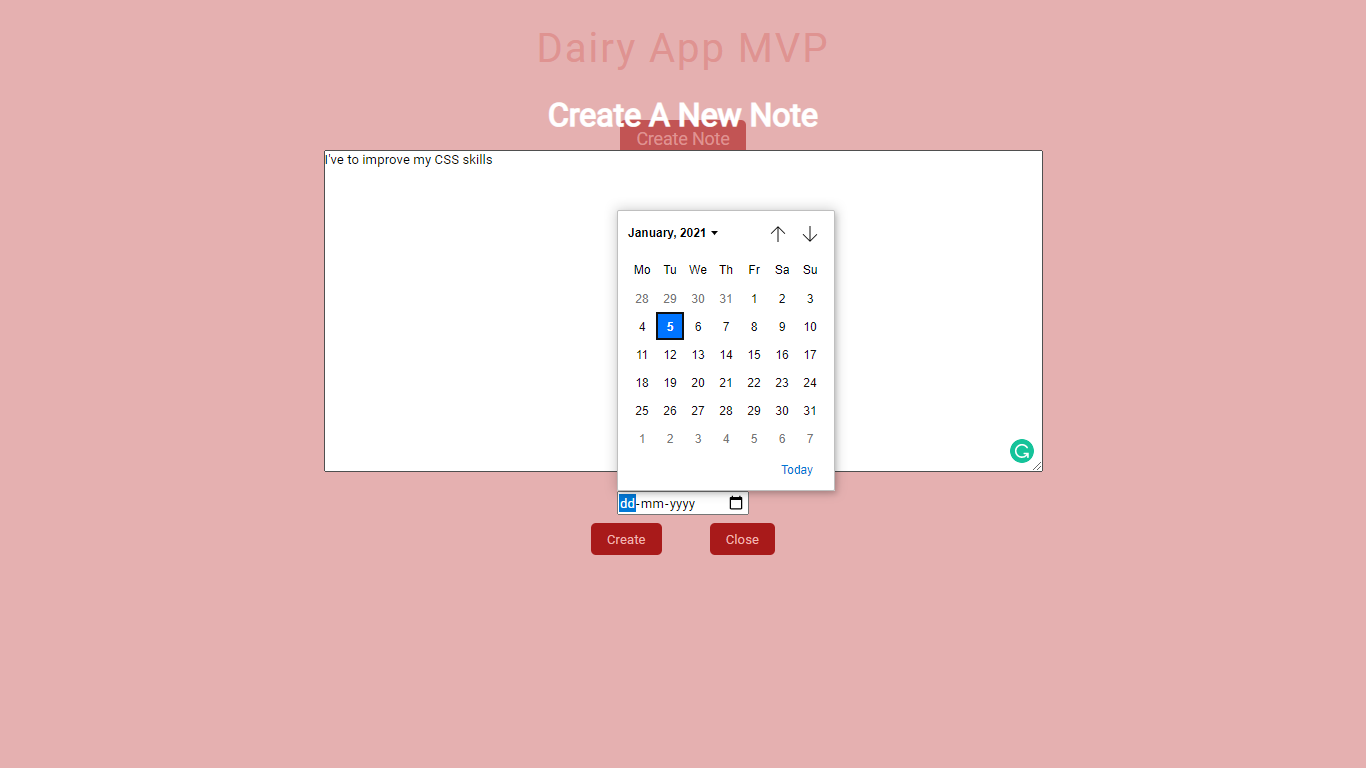 Dairy App MVP
Create A New Note
Create Note
I've to improve my CSS skills
January, 2021
Mo Tu We Th Fr Sa Su
28 29 30 31 1 2 3
4 5 6 7 8 9 10
11 12 13 14 15 16 17
18 19 20 21 22 23 24
25 26 27 28 29 30 31
1 2 3 4 5 6 7
Today
dd-mm-yyyy
Create Close